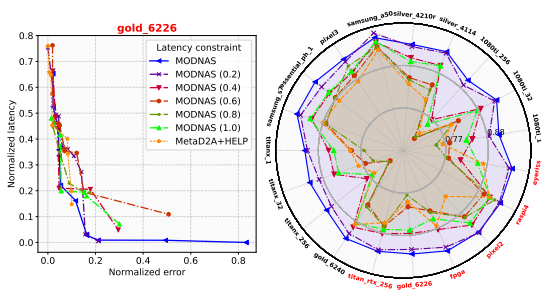 gold_6226
Normalized latency
0.8
0.7
0.6
0.5
0.4
0.3
0.2
0.1
0.0
0.0
0.2
0.4
0.6
0.8
Normalized error
Latency constraint
MODNAS
MODNAS (0.2)
MODNAS (0.4)
MODNAS (0.6)
MODNAS (0.8)
MODNAS (1.0)
MetaD2A+HELP
samsung_a50
silver_4210r
silver_4114
1080ti_256
1080ti_32
1080ti_1
eyeriss
raspi4
pixel2
fpga
gold_6226
titan_rtx_256
gold_6240
titanx_256
titanx_32
titanx_1
samsung_s7
essential_ph_1
pixel3
0.77
0.88